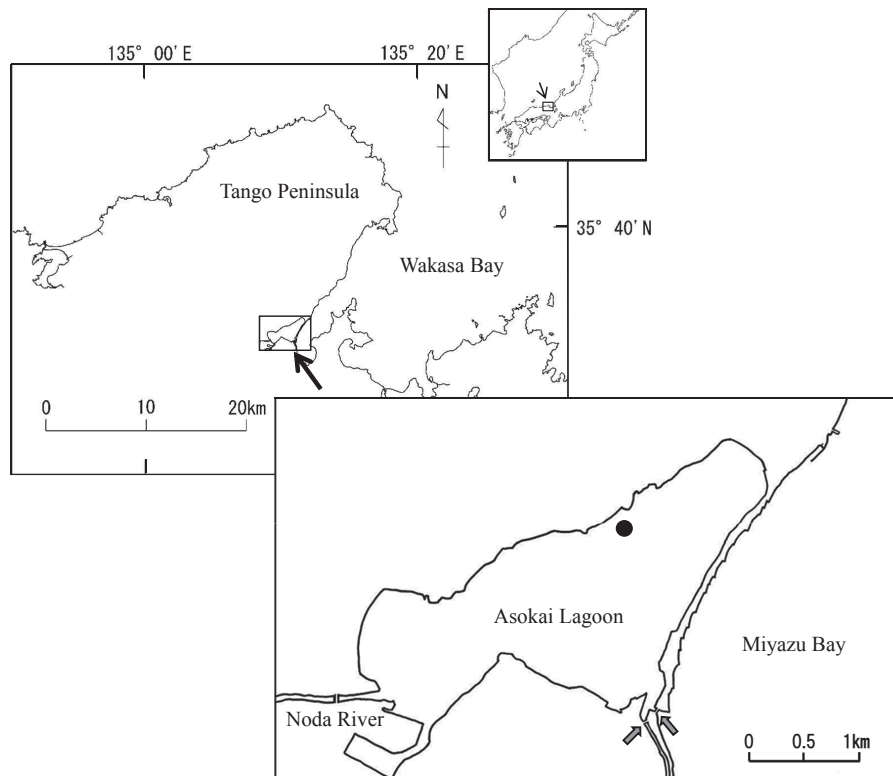 135° 00' E
135° 20' E
N
Tango Peninsula
35° 40' N
Wakasa Bay
0 10 20km
Asokai Lagoon
Miyazu Bay
Noda River
0 0.5 1km